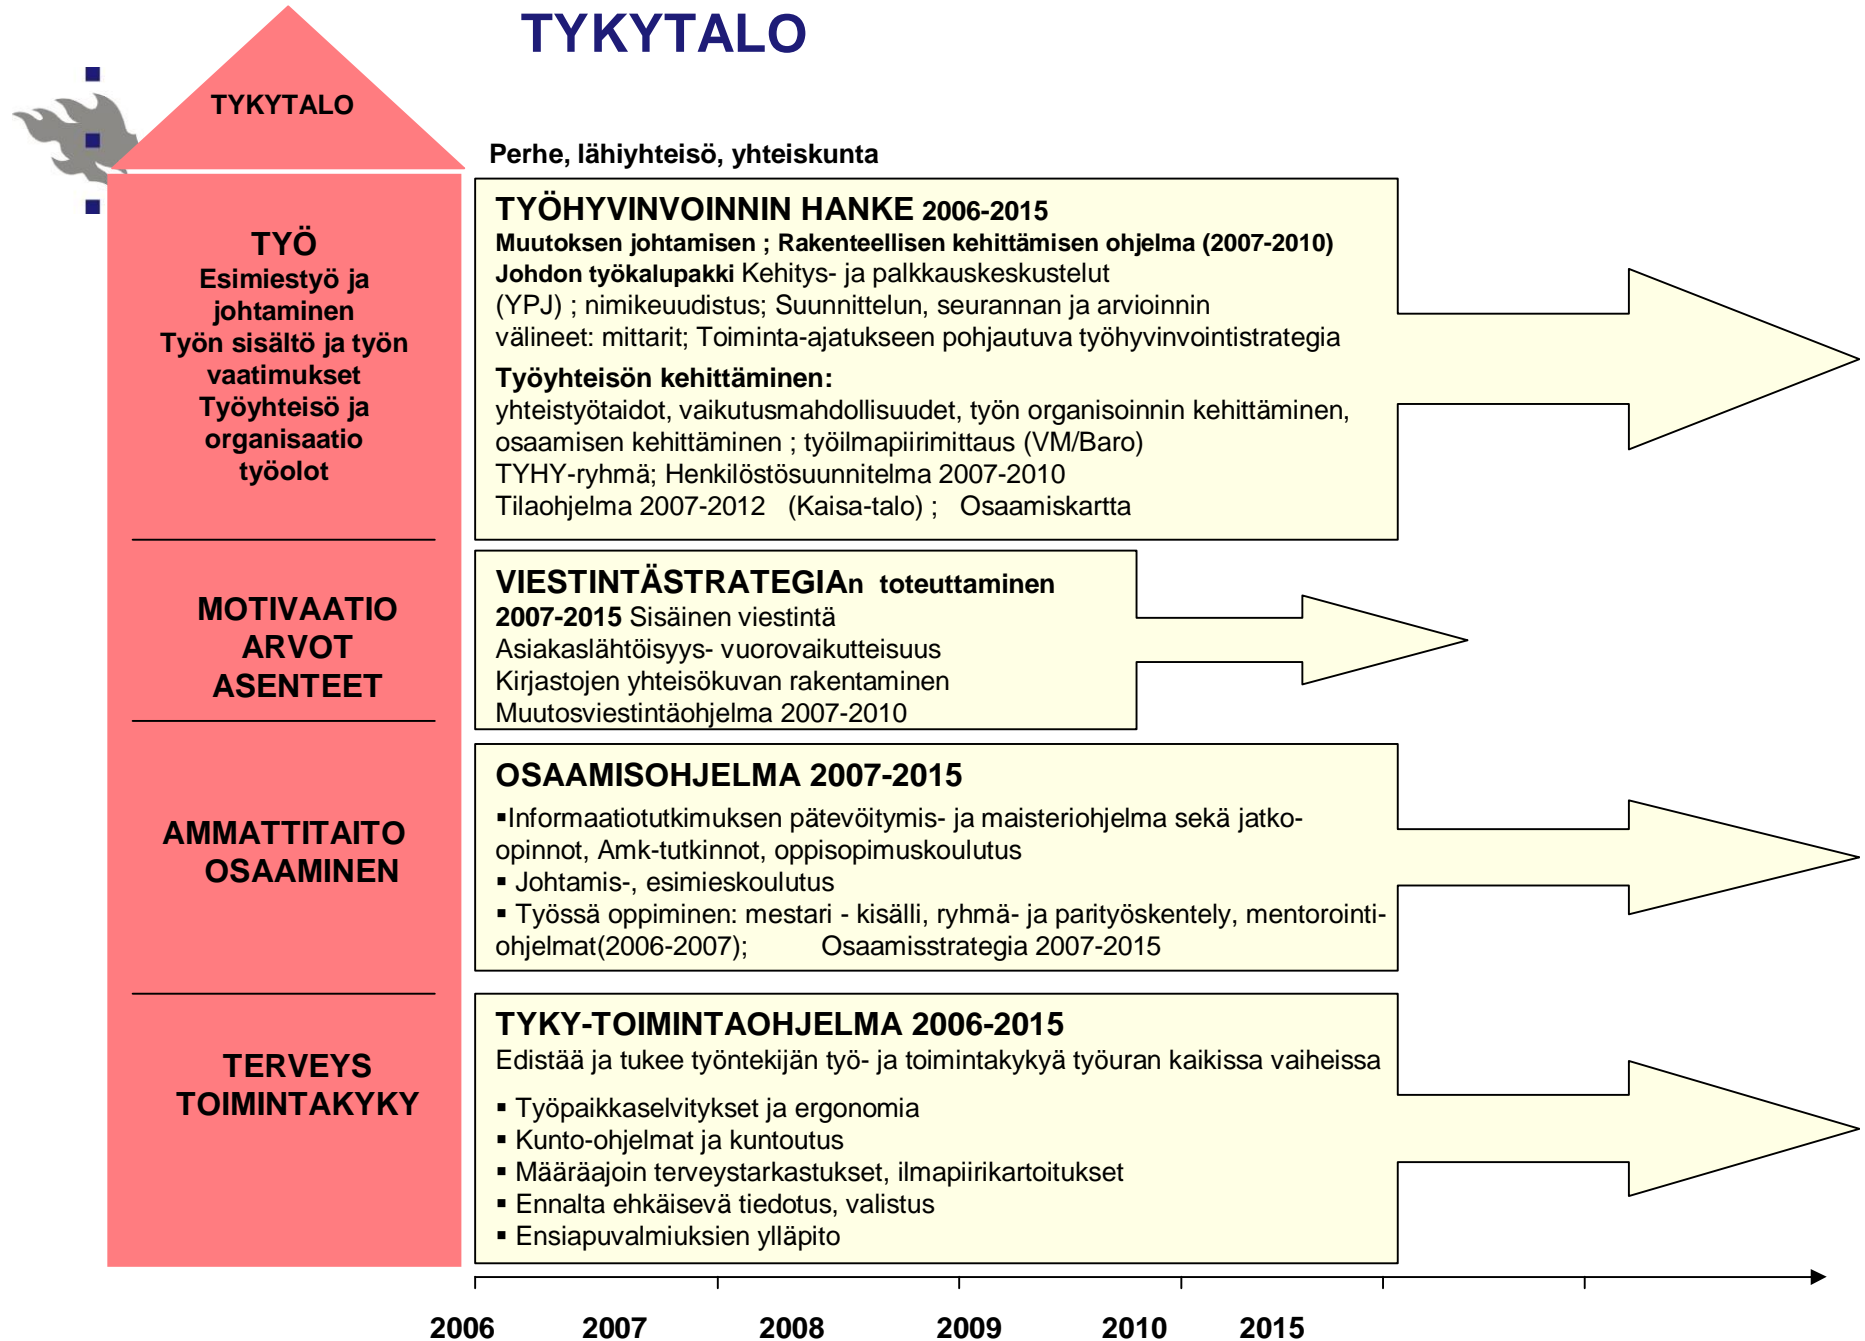 TYKYTALO
TYKYTALO
Perhe, lähiyhteisö, yhteiskunta
TYÖ
Esimiestyö ja
johtaminen
Työn sisältö ja työn
vaatimukset
Työyhteisö ja
organisaatio
työolot
TYÖHYVINVOINNIN HANKE 2006-2015
Muutoksen johtamisen ; Rakenteellisen kehittämisen ohjelma (2007-2010)
Johdon työkalupakki Kehitys- ja palkkauskeskustelut
(YPJ) ; nimikeuudistus; Suunnittelun, seurannan ja arvioinnin
välineet: mittarit; Toiminta-ajatukseen pohjautuva työhyvinvointistrategia
Työyhteisön kehittäminen:
yhteistyötaidot, vaikutusmahdollisuudet, työn organisoinnin kehittäminen,
osaamisen kehittäminen ; työilmapiirimittaus (VM/Baro)
TYHY-ryhmä; Henkilöstösuunnitelma 2007-2010
Tilaohjelma 2007-2012 (Kaisa-talo) ; Osaamiskartta
MOTIVAATIO
ARVOT
ASENTEET
VIESTINTÄSTRATEGIAn toteuttaminen
2007-2015 Sisäinen viestintä
Asiakaslähtöisyys- vuorovaikutteisuus
Kirjastojen yhteisökuvan rakentaminen
Muutosviestintäohjelma 2007-2010
AMMATTITAITO
OSAAMINEN
OSAAMISOHJELMA 2007-2015
▪Informaatiotutkimuksen pätevöitymis- ja maisteriohjelma sekä jatko-
opinnot, Amk-tutkinnot, oppisopimuskoulutus
▪ Johtamis-, esimieskoulutus
▪ Työssä oppiminen: mestari - kisälli, ryhmä- ja parityöskentely, mentorointi-
ohjelmat(2006-2007); Osaamisstrategia 2007-2015
TERVEYS
TOIMINTAKYKY
TYKY-TOIMINTAOHJELMA 2006-2015
Edistää ja tukee työntekijän työ- ja toimintakykyä työuran kaikissa vaiheissa
▪ Työpaikkaselvitykset ja ergonomia
▪ Kunto-ohjelmat ja kuntoutus
▪ Määräajoin terveystarkastukset, ilmapiirikartoitukset
▪ Ennalta ehkäisevä tiedotus, valistus
▪ Ensiapuvalmiuksien ylläpito
2006 2007 2008 2009 2010 2015